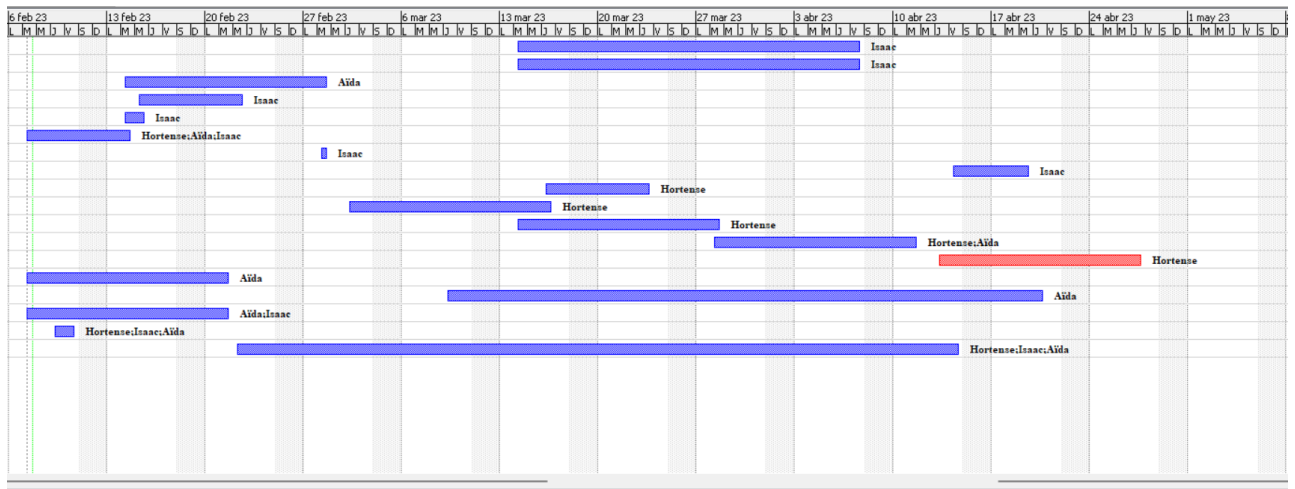 6 feb 23 13 feb 23 20 feb 23 27 feb 23 6 mar 23 13 mar 23 20 mar 23 27 mar 23 3 abr 23 10 abr 23 17 abr 23 24 abr 23 1 may 23
L M M J V S D L M M J V S D L M M J V S D L M M J V S D L M M J V S D L M M J V S D L M M J V S D L M M J V S D L M M J V S D L M M J V S D L M M J V S D L M M J V S D L M M J V S D
Isaac
Isaac
Aïda
Isaac
Isaac
Hortense;Aïda;Isaac
Isaac
Isaac
Hortense
Hortense
Hortense
Hortense;Aïda
Hortense
Aïda
Aïda
Aïda;Isaac
Hortense;Isaac;Aïda
Hortense;Isaac;Aïda